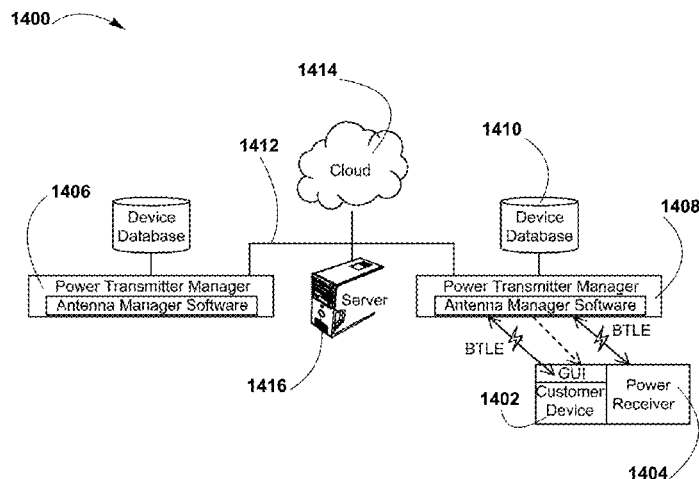 1400
1414
1412
1410
Cloud
1406
1408
Device
Database
Device
Database
Power Transmitter Manager
Antenna Manager Software
Server
Power Transmitter Manager
Antenna Manager Software
BTLE
BTLE
1416
GUI
1402
Customer
Device
Power
Receiver
1404